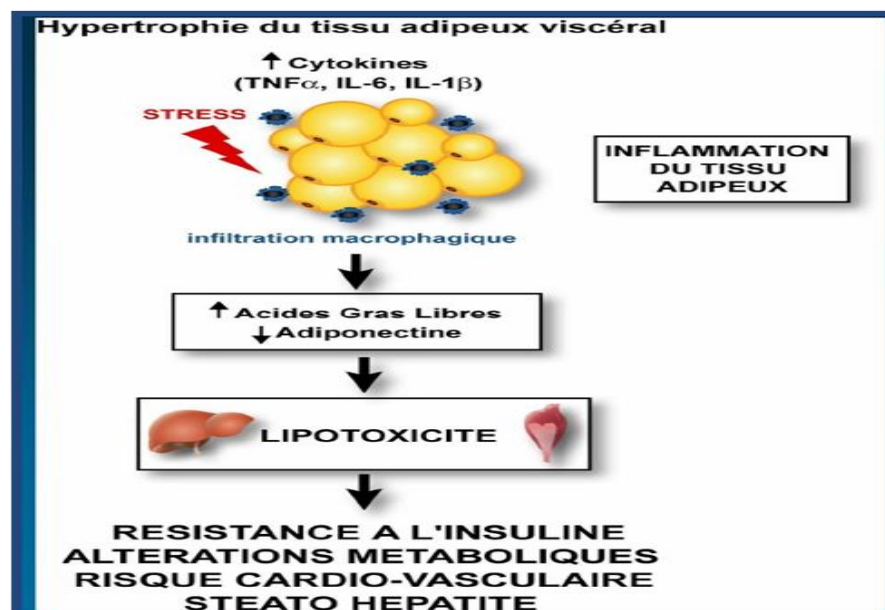 Hypertrophie du tissu adipeux viscéral
↑ Cytokines
(TNFα, IL-6, IL-1β)
STRESS
INFLAMMATION
DU TISSU
ADIPEUX
infiltration macrophagique
↑ Acides Gras Libres
↓ Adiponectine
LIPOTOXICITE
RESISTANCE A L'INSULINE
ALTERATIONS METABOLIQUES
RISQUE CARDIO-VASCULAIRE
STEATO HEPATITE